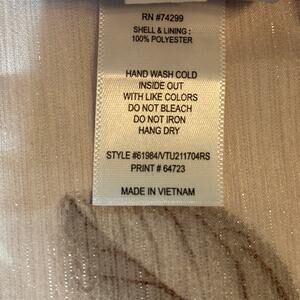 RN #74299
SHELL & LINING :
100% POLYESTER
HAND WASH COLD
INSIDE OUT
WITH LIKE COLORS
DO NOT BLEACH
DO NOT IRON
HANG DRY
STYLE #61984/VTU211704RS
PRINT # 64723
MADE IN VIETNAM